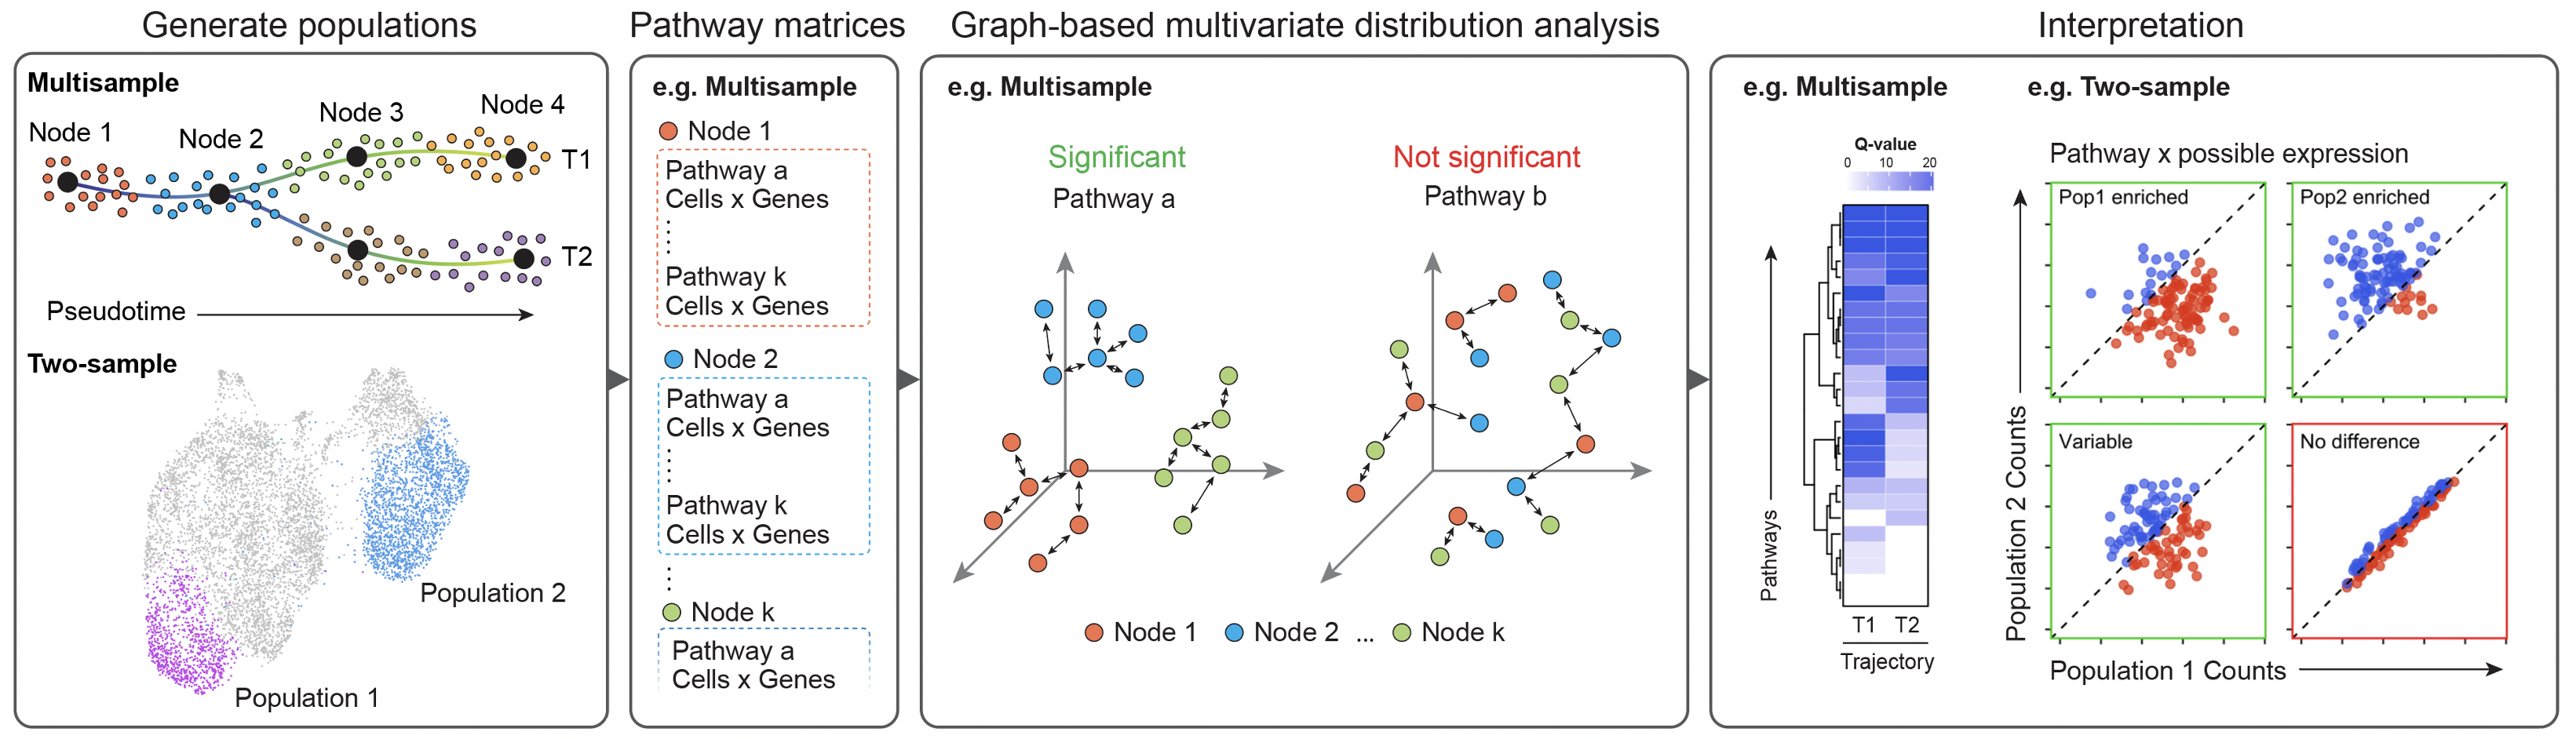 Generate populations
Multisample
Node 1
Node 2
Node 3
Node 4
T1
T2
Pseudotime
Two-sample
Population 2
Population 1
Pathway matrices
e.g. Multisample
Node 1
Pathway a
Cells x Genes
Pathway k
Cells x Genes
Node 2
Pathway a
Cells x Genes
Pathway k
Cells x Genes
Node k
Pathway a
Cells x Genes
Graph-based multivariate distribution analysis
e.g. Multisample
Significant
Pathway a
Not significant
Pathway b
Node 1 Node 2 ... Node k
Interpretation
e.g. Multisample
Q-value
0 10 20
Pathways
T1 T2
Trajectory
e.g. Two-sample
Pathway x possible expression
Pop1 enriched
Pop2 enriched
Variable
No difference
Population 2 Counts
Population 1 Counts